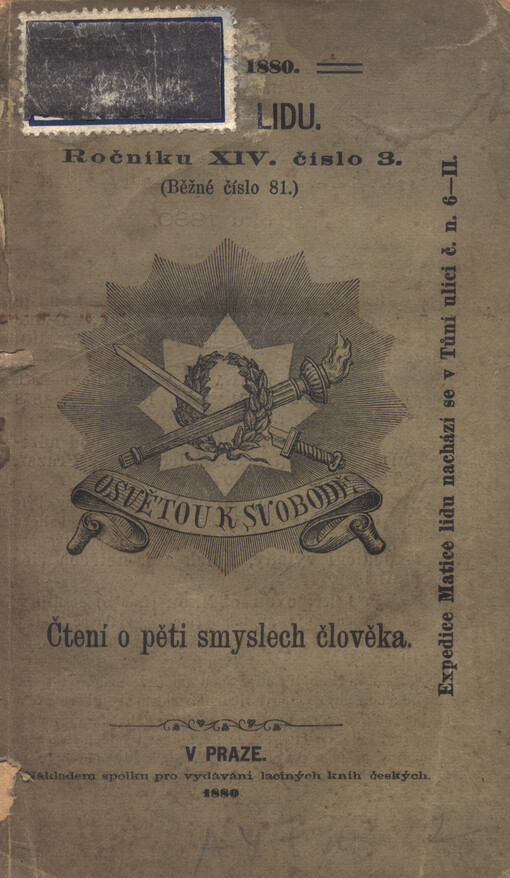 1880.
LIDU.
Ročníku XIV. číslo 3.
(Běžné číslo 81.)
OSVĚTOU K SVOBODĚ!
Čtení o pěti smyslech člověka.
V PRAZE.
Nákladem spolku pro vydávání laciných knih českých.
1880
Expedice Matice lidu nachází se v Tůni ulici č. n. 6—II.